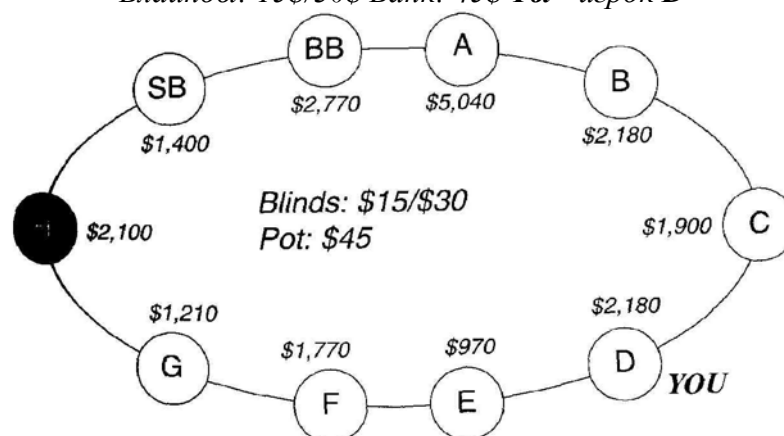 BB
A
SB
B
$2,770
$5,040
$2,180
$1,400
Blinds: $15/$30
Pot: $45
$2,100
$1,900
C
$1,210
$2,180
$1,770
$970
G
D
YOU
F
E